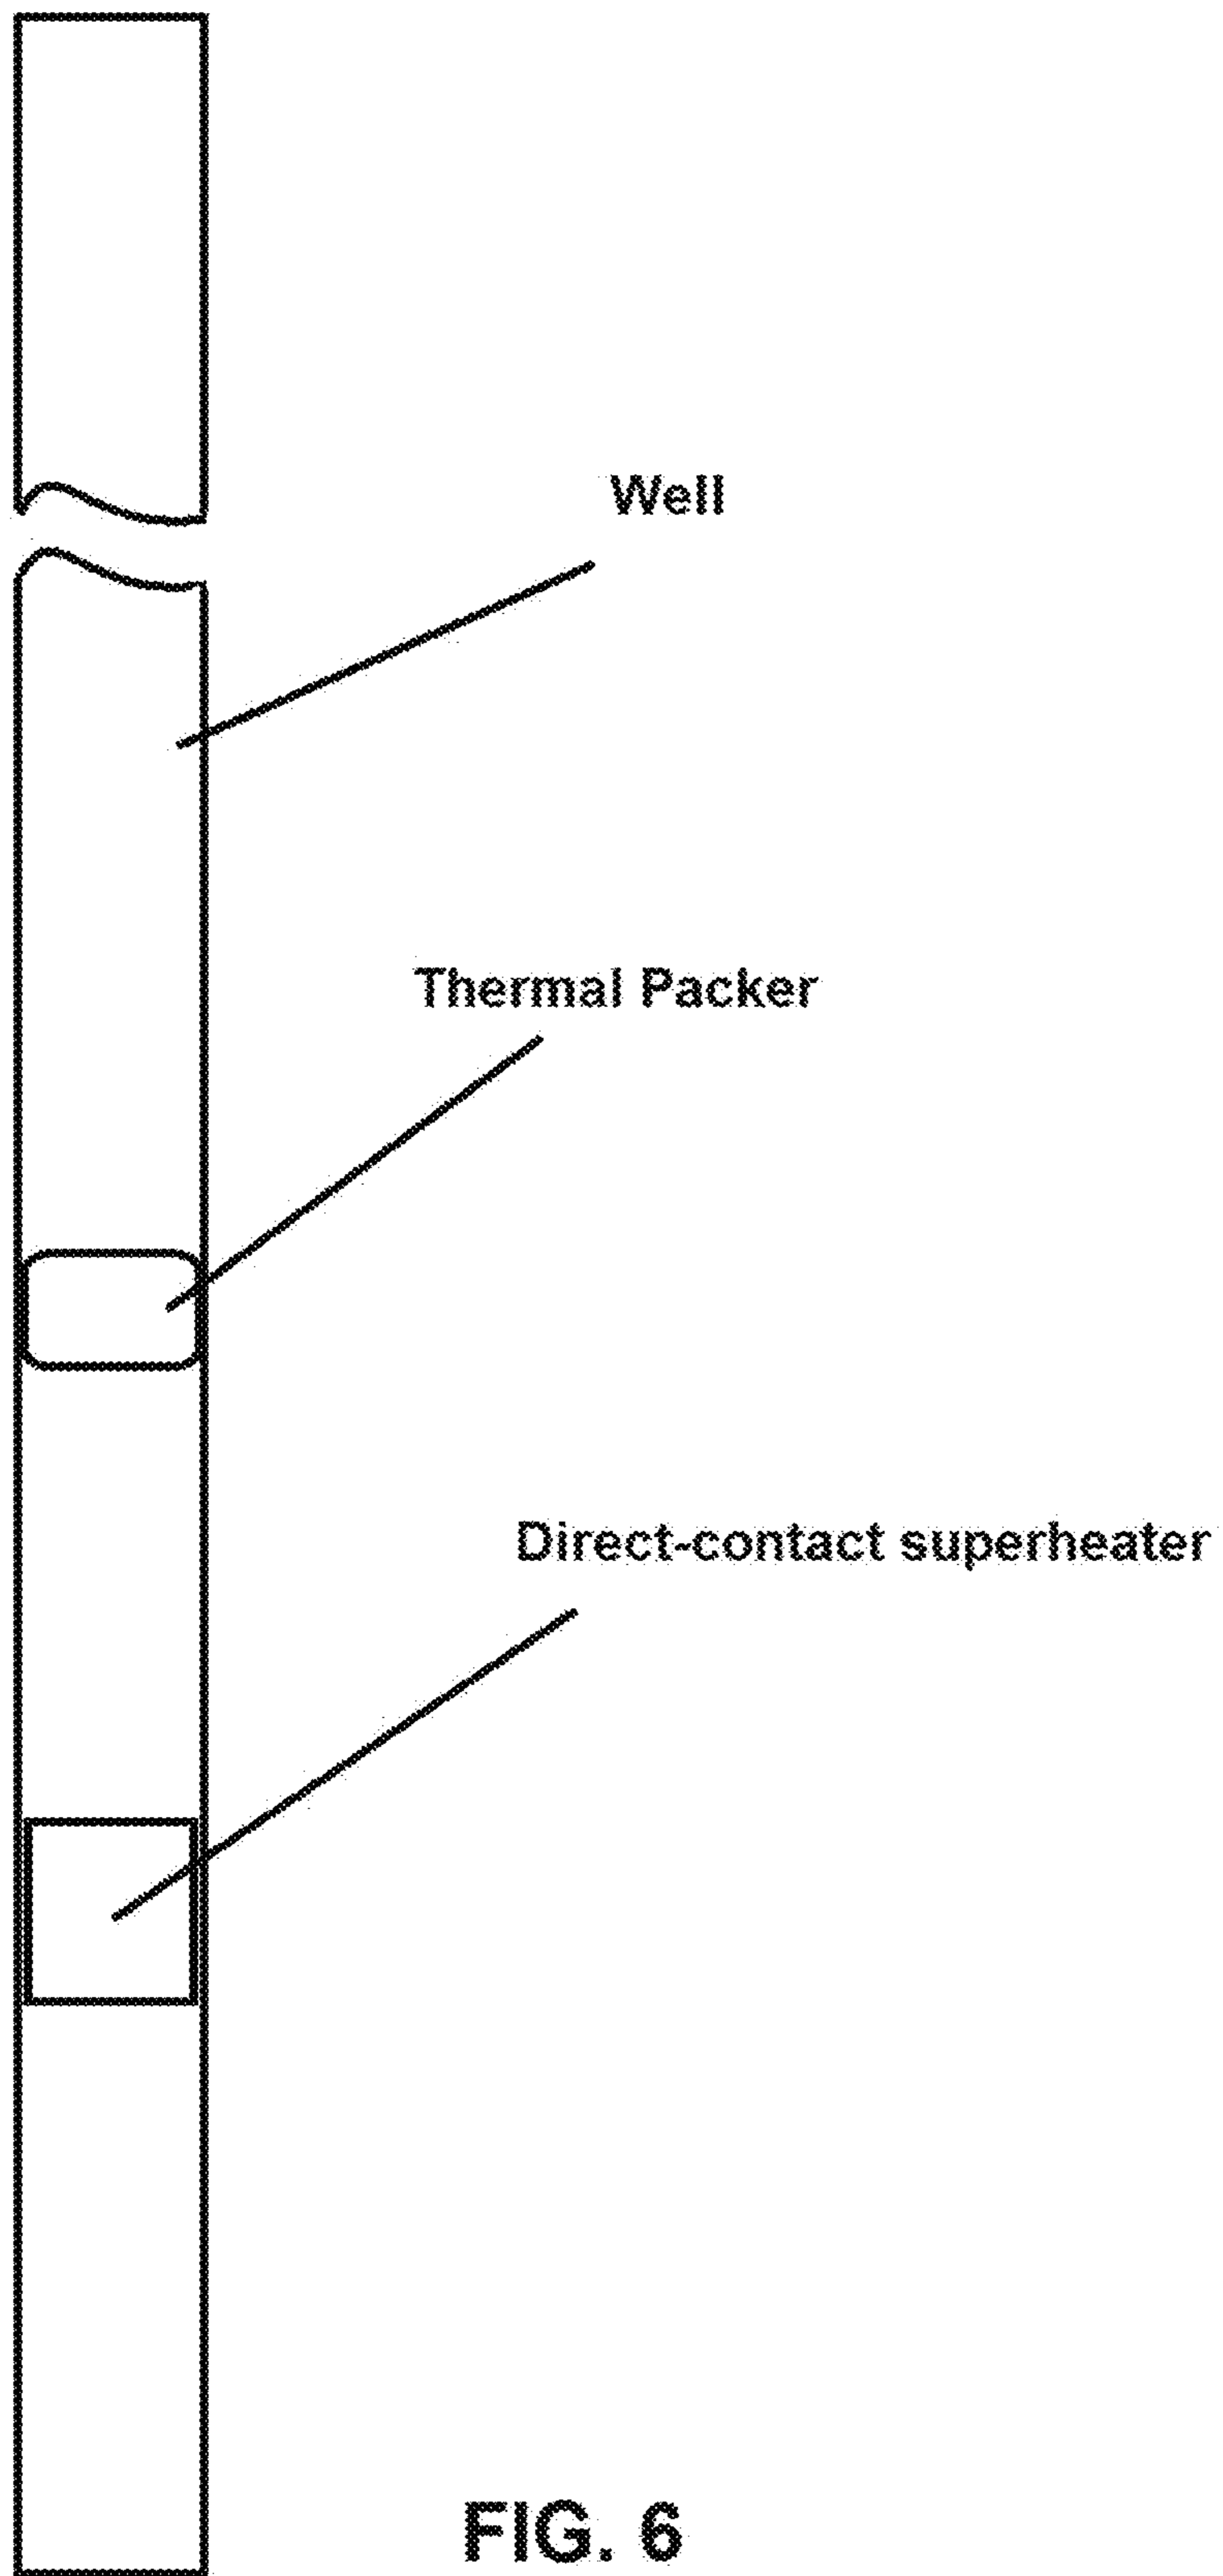 Well
Thermal Packer
Direct-contact superheater
FIG. 6